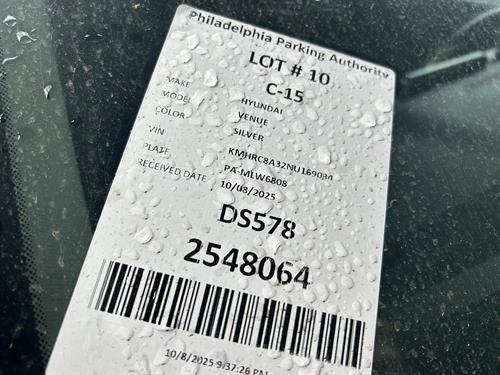 Philadelphia Parking Authority
LOT # 10
C-15
MAKE HYUNDAI
MODEL VENUE
COLOR SILVER
VIN KMHRC8A32NU169034
PLATE PA-MLW6808
RECEIVED DATE 10/08/2025
DS578
2548064
10/8/2025 9:37:26 PM